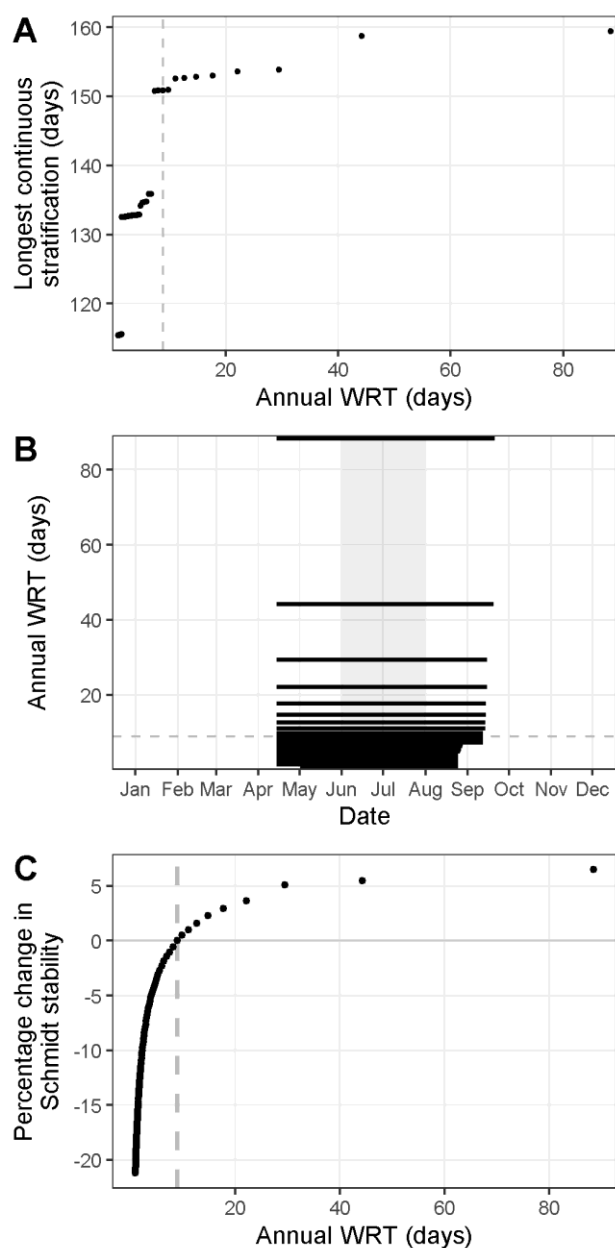 A
Longest continuous
stratification (days)
160
150
140
130
120
20 40 60 80
Annual WRT (days)
B
Annual WRT (days)
80
60
40
20
Jan Feb Mar Apr May Jun Jul Aug Sep Oct Nov Dec
Date
C
Percentage change in
Schmidt stability
5
0
-5
-10
-15
-20
20 40 60 80
Annual WRT (days)